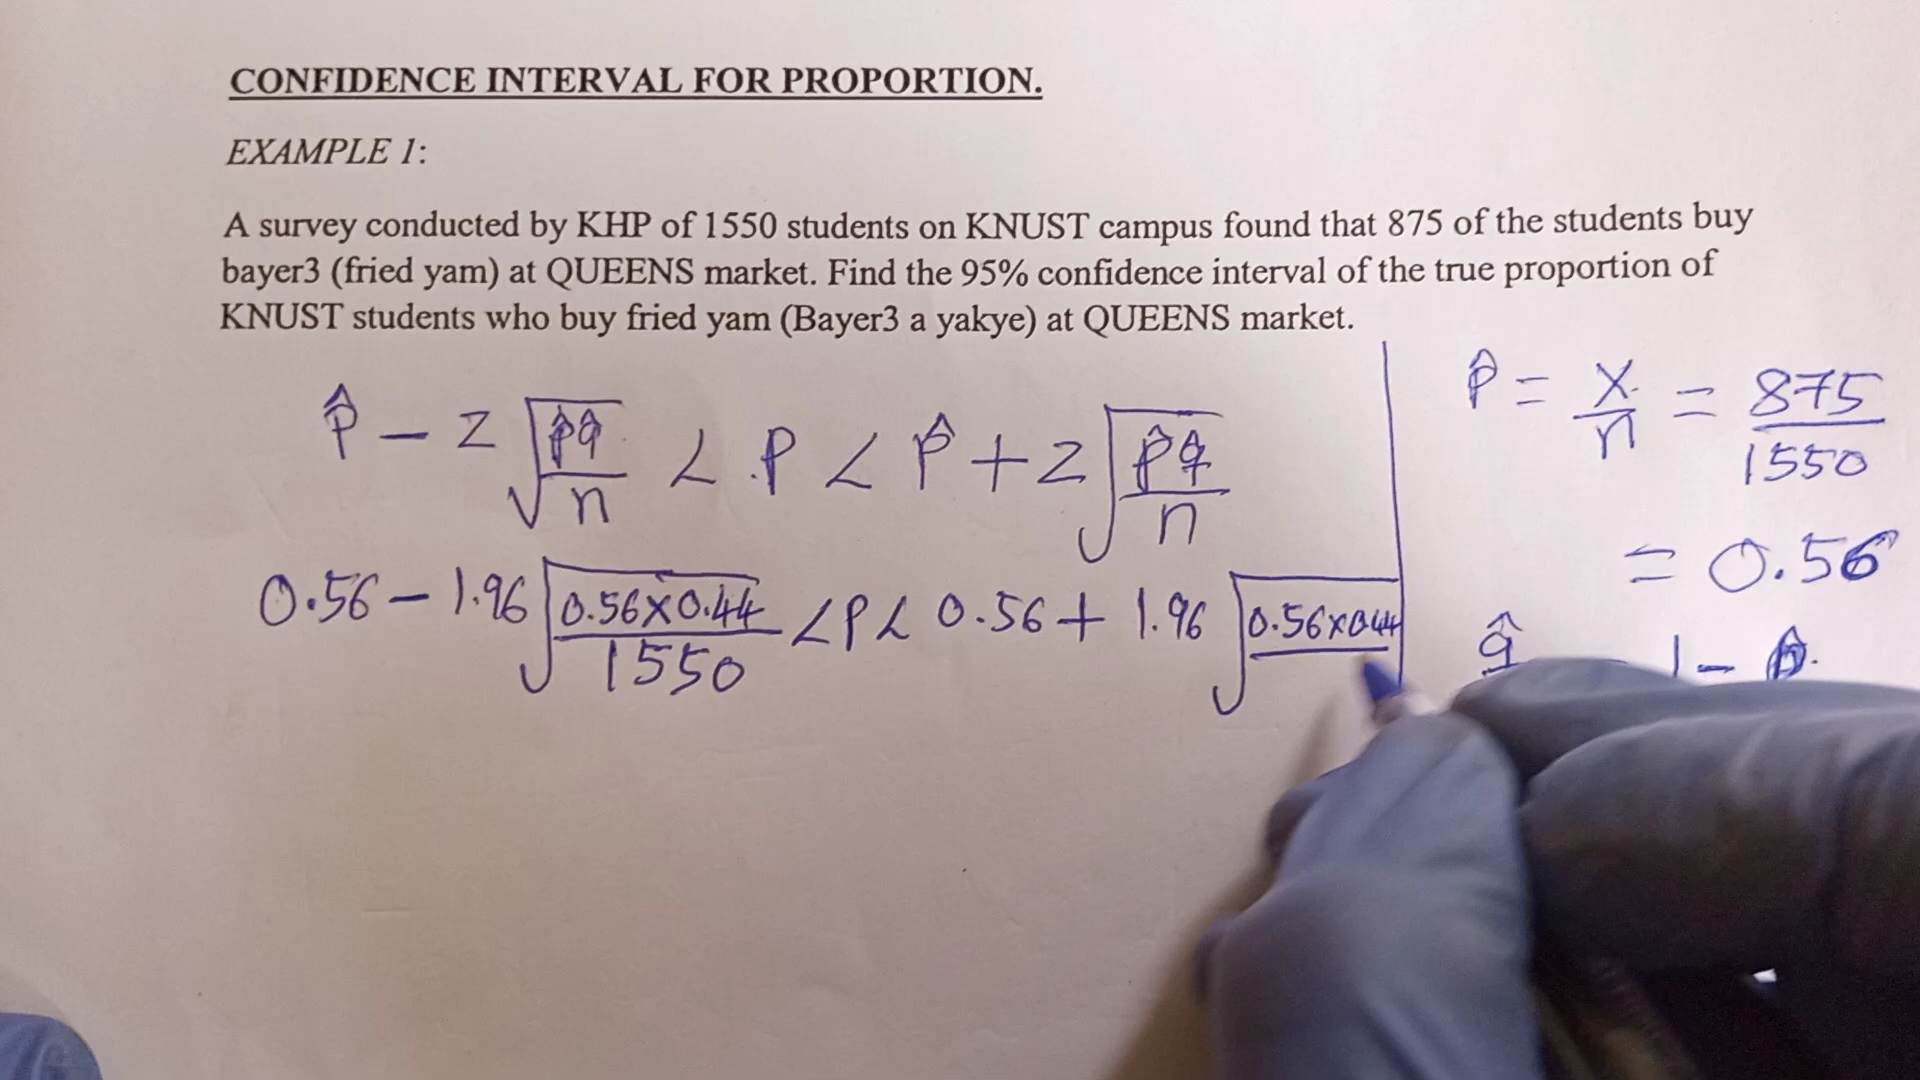 CONFIDENCE INTERVAL FOR PROPORTION.
EXAMPLE 1:
A survey conducted by KHP of 1550 students on KNUST campus found that 875 of the students buy
bayer3 (fried yam) at QUEENS market. Find the 95% confidence interval of the true proportion of
KNUST students who buy fried yam (Bayer3 a yakye) at QUEENS market.
p̂ - z √(p̂q̂/n) < p < p̂ + z √(p̂q̂/n)
0.56 - 1.96 √(0.56×0.44/1550) < p < 0.56 + 1.96 √(0.56×0.44
p̂ = x/n = 875/1550
= 0.56
q̂ 1 - p̂